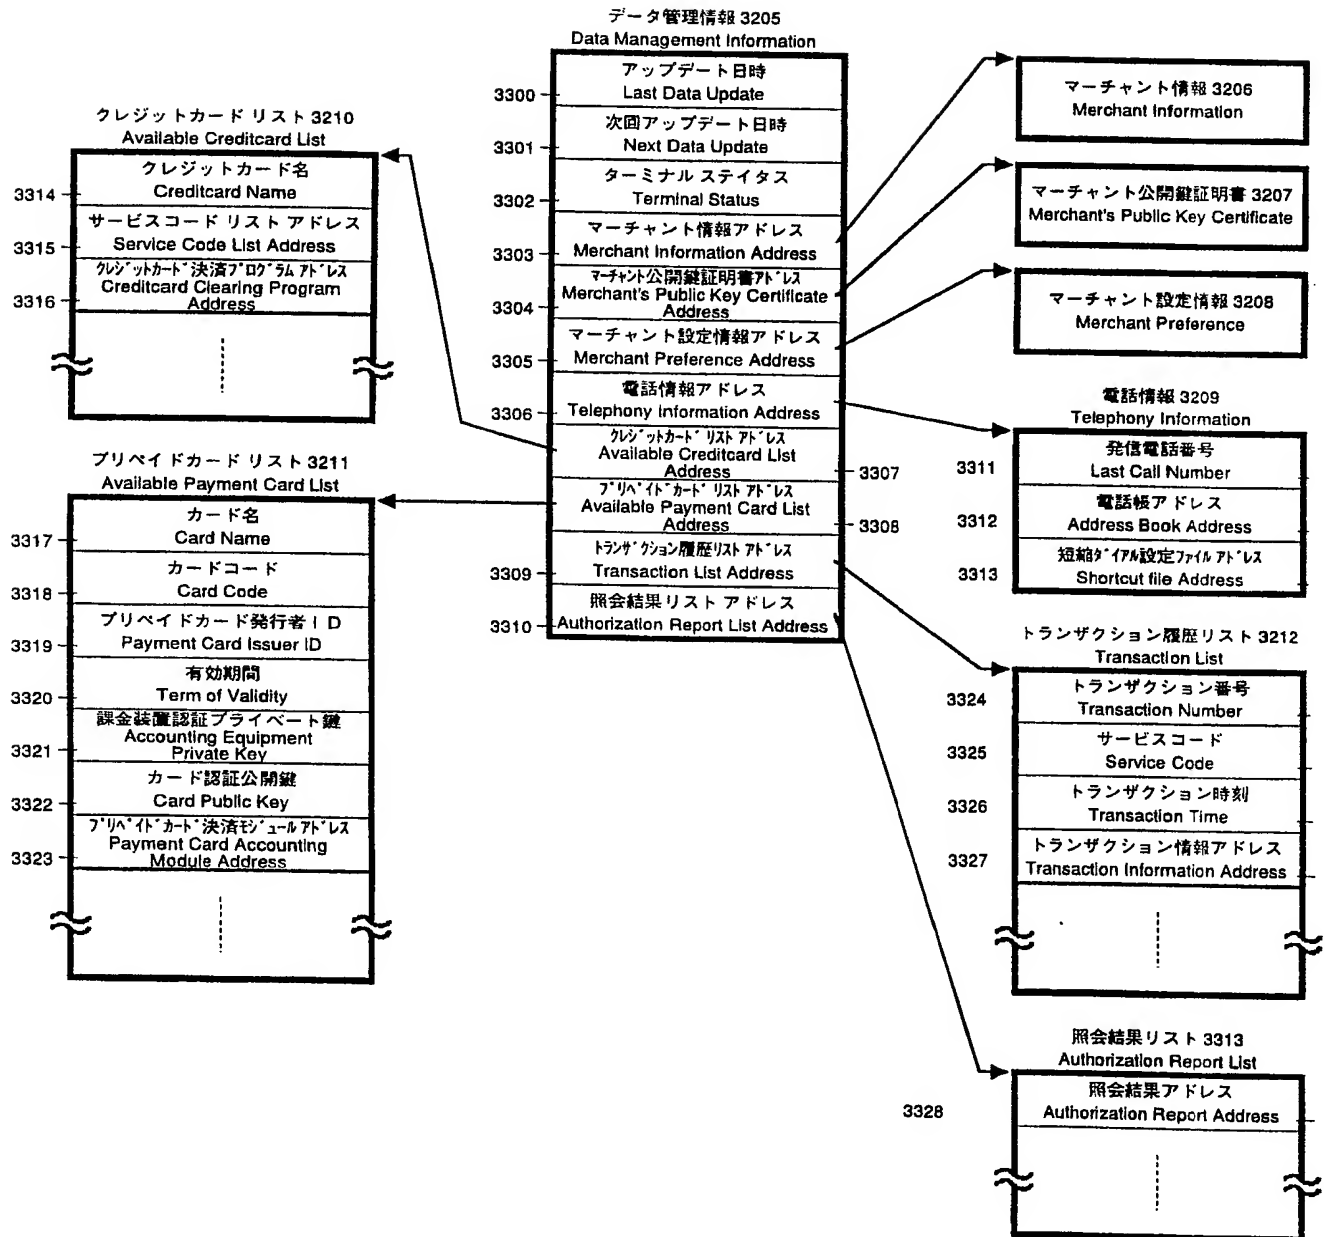 データ管理情報 3205
Data Management Information
アップデート日時
Last Data Update
3300
次回アップデート日時
Next Data Update
3301
ターミナル ステイタス
Terminal Status
3302
マーチャント情報アドレス
Merchant Information Address
3303
マーチャント公開鍵証明書アドレス
Merchant's Public Key Certificate
Address
3304
マーチャント設定情報アドレス
Merchant Preference Address
3305
電話情報アドレス
Telephony Information Address
3306
クレジットカード リスト アドレス
Available Creditcard List
Address
3307
プリペイドカード リスト アドレス
Available Payment Card List
Address
3308
トランザクション履歴リスト アドレス
Transaction List Address
3309
照会結果リスト アドレス
Authorization Report List Address
3310
クレジットカード リスト 3210
Available Creditcard List
クレジットカード名
Creditcard Name
3314
サービスコード リスト アドレス
Service Code List Address
3315
クレジットカード決済プログラム アドレス
Creditcard Clearing Program
Address
3316
プリペイドカード リスト 3211
Available Payment Card List
カード名
Card Name
3317
カードコード
Card Code
3318
プリペイドカード発行者ID
Payment Card Issuer ID
3319
有効期間
Term of Validity
3320
課金装置認証プライベート鍵
Accounting Equipment
Private Key
3321
カード認証公開鍵
Card Public Key
3322
プリペイドカード決済モジュール アドレス
Payment Card Accounting
Module Address
3323
マーチャント情報 3206
Merchant Information
マーチャント公開鍵証明書 3207
Merchant's Public Key Certificate
マーチャント設定情報 3208
Merchant Preference
電話情報 3209
Telephony Information
発信電話番号
Last Call Number
3311
電話帳アドレス
Address Book Address
3312
短縮ダイアル設定ファイル アドレス
Shortcut file Address
3313
トランザクション履歴リスト 3212
Transaction List
トランザクション番号
Transaction Number
3324
サービスコード
Service Code
3325
トランザクション時刻
Transaction Time
3326
トランザクション情報アドレス
Transaction Information Address
3327
照会結果リスト 3313
Authorization Report List
照会結果アドレス
Authorization Report Address
3328